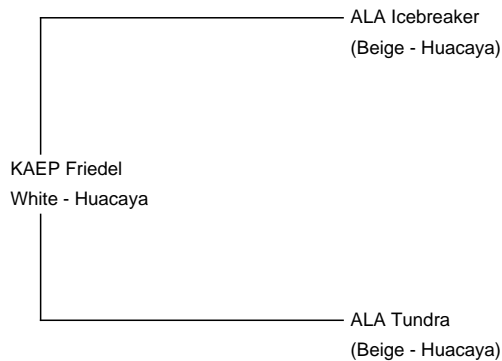 ALA Icebreaker
(Beige - Huacaya)
KAEP Friedel
White - Huacaya
ALA Tundra
(Beige - Huacaya)